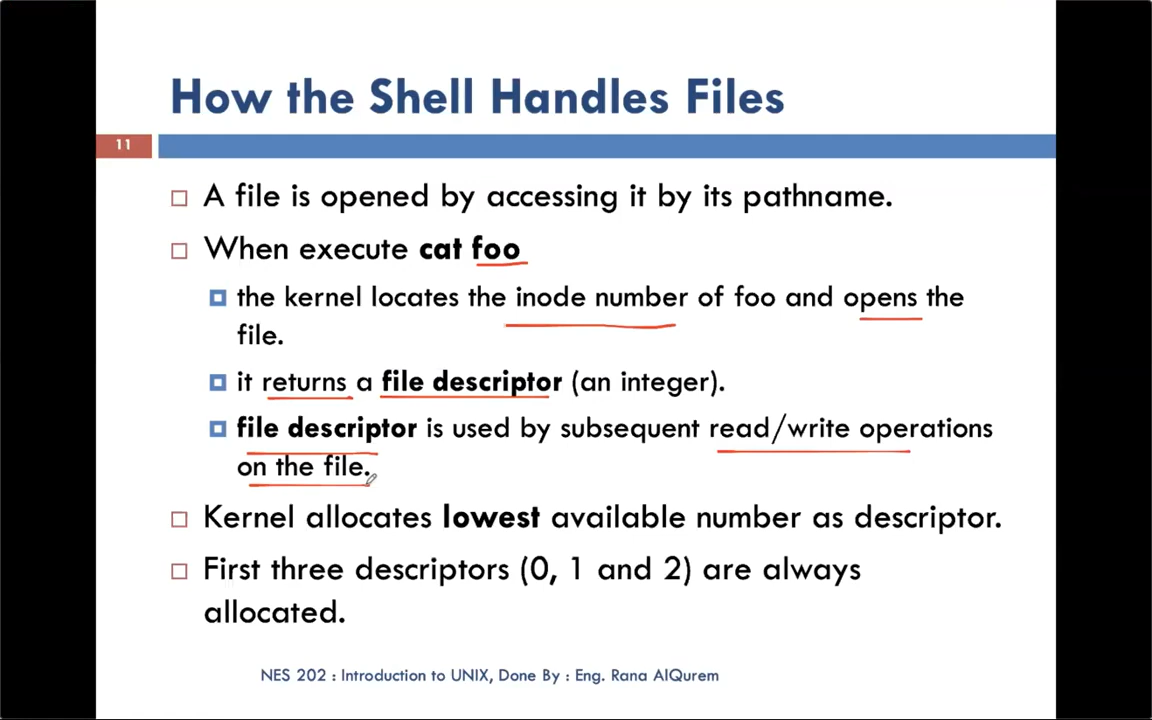 How the Shell Handles Files
11
A file is opened by accessing it by its pathname.
When execute cat foo
the kernel locates the inode number of foo and opens the
file.
it returns a file descriptor (an integer).
file descriptor is used by subsequent read/write operations
on the file.
Kernel allocates lowest available number as descriptor.
First three descriptors (0, 1 and 2) are always
allocated.
NES 202 : Introduction to UNIX, Done By : Eng. Rana AlQurem